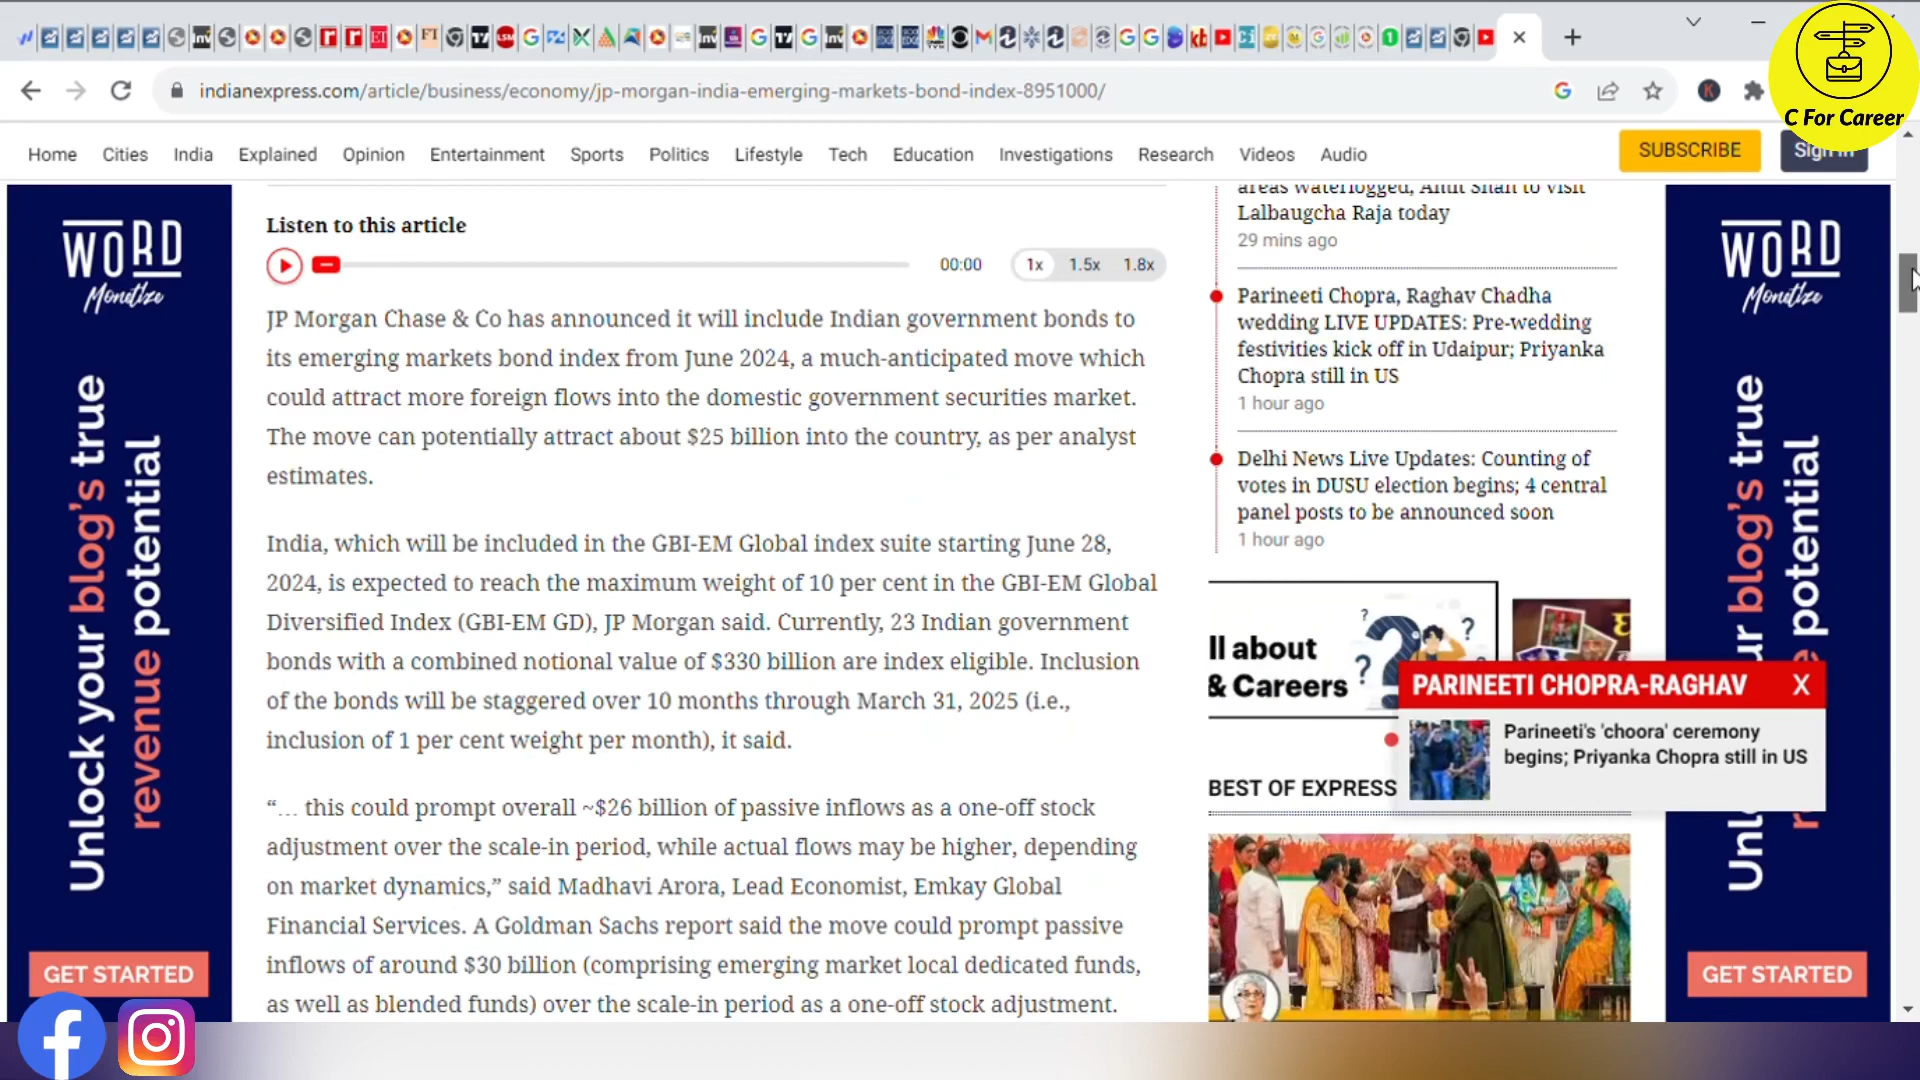 indianexpress.com/article/business/economy/jp-morgan-india-emerging-markets-bond-index-8951000/
C For Career
Home Cities India Explained Opinion Entertainment Sports Politics Lifestyle Tech Education Investigations Research Videos Audio
SUBSCRIBE
Sign In
WORD
Monetize
Unlock your blog's true
revenue potential
GET STARTED
Listen to this article
00:00
1x 1.5x 1.8x
JP Morgan Chase & Co has announced it will include Indian government bonds to
its emerging markets bond index from June 2024, a much-anticipated move which
could attract more foreign flows into the domestic government securities market.
The move can potentially attract about $25 billion into the country, as per analyst
estimates.
India, which will be included in the GBI-EM Global index suite starting June 28,
2024, is expected to reach the maximum weight of 10 per cent in the GBI-EM Global
Diversified Index (GBI-EM GD), JP Morgan said. Currently, 23 Indian government
bonds with a combined notional value of $330 billion are index eligible. Inclusion
of the bonds will be staggered over 10 months through March 31, 2025 (i.e.,
inclusion of 1 per cent weight per month), it said.
“… this could prompt overall ~$26 billion of passive inflows as a one-off stock
adjustment over the scale-in period, while actual flows may be higher, depending
on market dynamics,” said Madhavi Arora, Lead Economist, Emkay Global
Financial Services. A Goldman Sachs report said the move could prompt passive
inflows of around $30 billion (comprising emerging market local dedicated funds,
as well as blended funds) over the scale-in period as a one-off stock adjustment.
areas waterlogged, Amit Shah to visit
Lalbaugcha Raja today
29 mins ago
Parineeti Chopra, Raghav Chadha
wedding LIVE UPDATES: Pre-wedding
festivities kick off in Udaipur; Priyanka
Chopra still in US
1 hour ago
Delhi News Live Updates: Counting of
votes in DUSU election begins; 4 central
panel posts to be announced soon
1 hour ago
ll about
& Careers
PARINEETI CHOPRA-RAGHAV X
Parineeti's 'choora' ceremony
begins; Priyanka Chopra still in US
BEST OF EXPRESS
WORD
Monetize
potential
GET STARTED